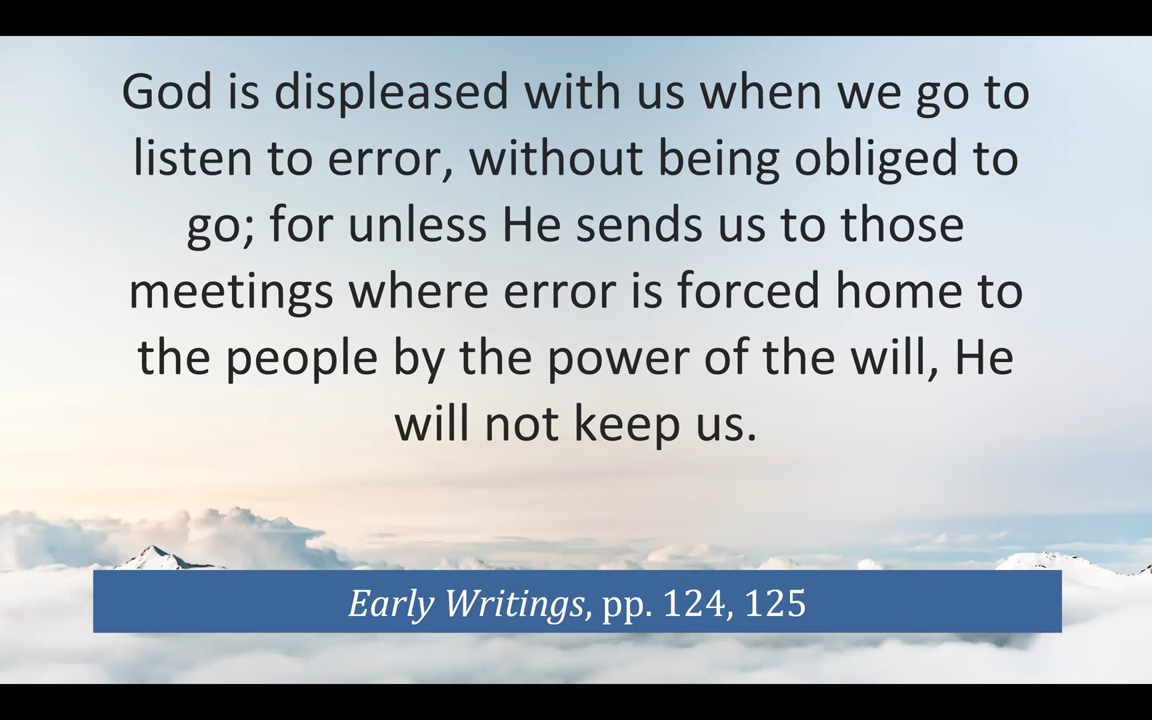 God is displeased with us when we go to
listen to error, without being obliged to
go; for unless He sends us to those
meetings where error is forced home to
the people by the power of the will, He
will not keep us.
Early Writings, pp. 124, 125